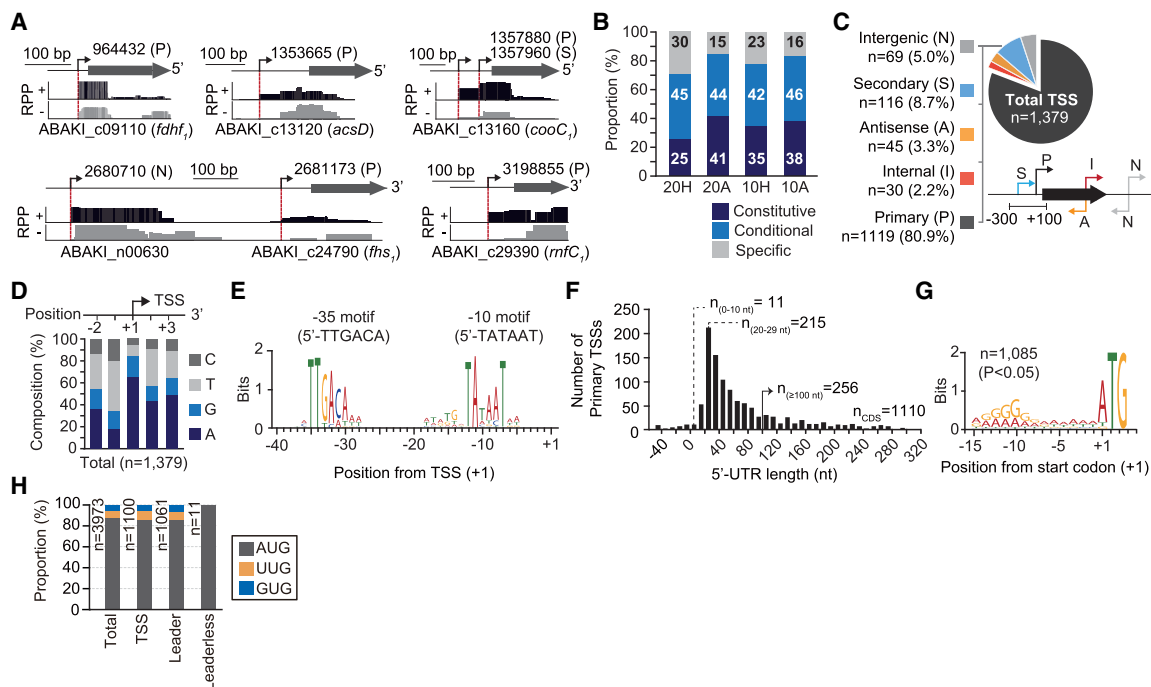 A
100 bp
964432 (P)
5’
RPP
+
-
ABAKI_c09110 (fdhf1)
100 bp
1353665 (P)
5’
RPP
+
-
ABAKI_c13120 (acsD)
100 bp
1357880 (P)
1357960 (S)
5’
RPP
+
-
ABAKI_c13160 (cooC1)
2680710 (N)
100 bp
2681173 (P)
3’
RPP
+
-
ABAKI_n00630
ABAKI_c24790 (fhs1)
100 bp
3198855(P)
3’
RPP
+
-
ABAKI_c29390 (rnfC1)
B
Proportion (%)
100
80
60
40
20
0
30 15 23 16
45 44 42 46
25 41 35 38
20H 20A 10H 10A
Constitutive
Conditional
Specific
C
Intergenic (N)
n=69 (5.0%)
Secondary (S)
n=116 (8.7%)
Antisense (A)
n=45 (3.3%)
Internal (I)
n=30 (2.2%)
Primary (P)
n=1119 (80.9%)
Total TSS
n=1,379
S P I N
-300 +100 A N
D
TSS
Position 3’
-2 +1 +3
Composition (%)
100
80
60
40
20
0
C
T
G
A
Total (n=1,379)
E
-35 motif
(5’-TTGACA)
-10 motif
(5’-TATAAT)
Bits
2
1
0
-40 -30 -20 -10 +1
Position from TSS (+1)
F
Number of
Primary TSSs
250
200
150
100
50
0
n(0-10 nt)= 11
n(20-29 nt)=215
n(≥100 nt)=256
nCDS=1110
-40 0 40 80 120 160 200 240 280 320
5’-UTR length (nt)
G
n=1,085
(P<0.05)
Bits
2
1
0
ATG
-15 -10 -5 +1
Position from start codon (+1)
H
Proportion (%)
100
80
60
40
20
0
n=3973
n=1100
n=1061
n=11
Total
TSS
Leader
Leaderless
AUG
UUG
GUG